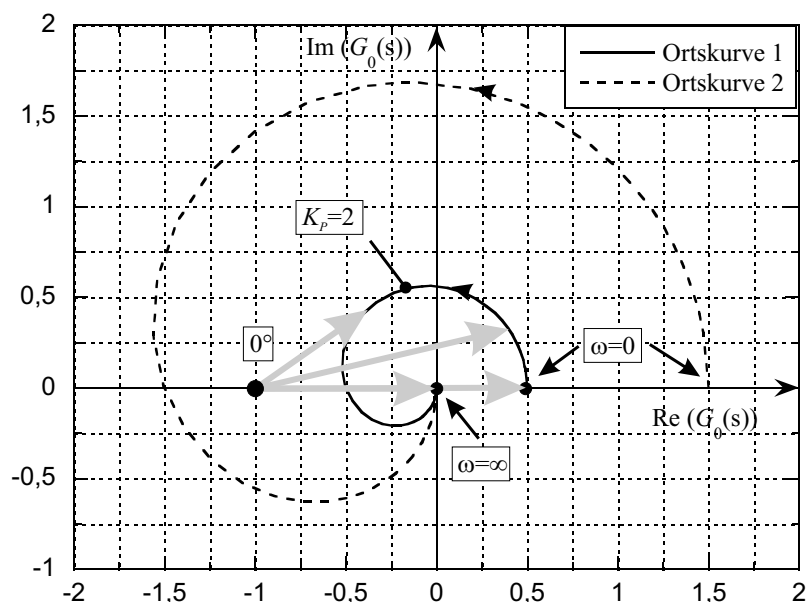 2
1,5
1
0,5
0
-0,5
-1
Im (G₀(s))
Ortskurve 1
Ortskurve 2
Kₚ=2
0°
ω=0
Re (G₀(s))
ω=∞
-2 -1,5 -1 -0,5 0 0,5 1 1,5 2